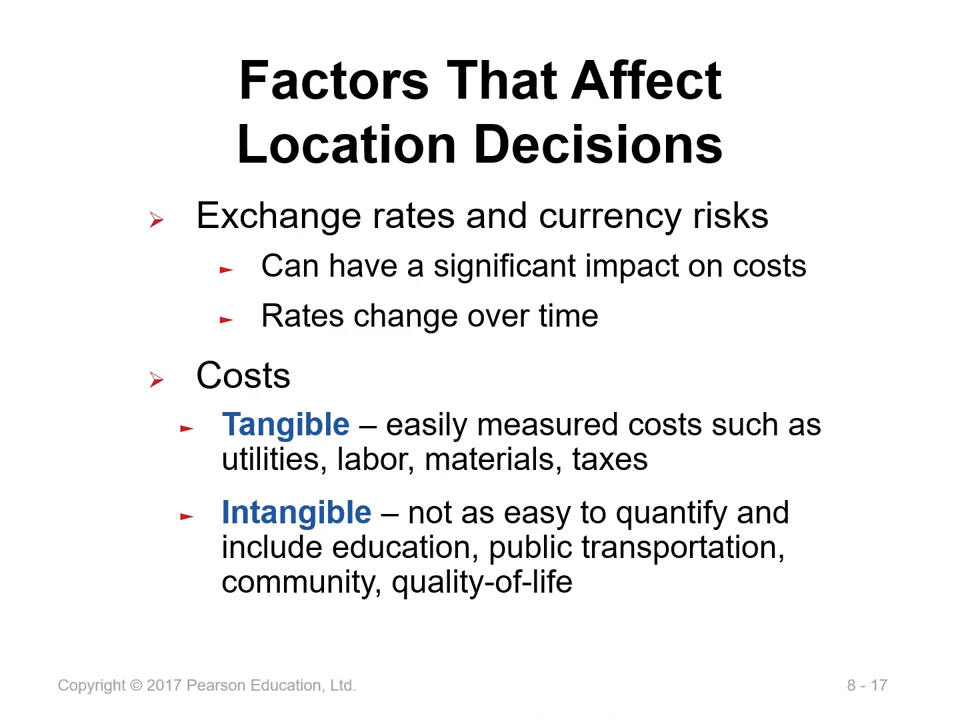 Factors That Affect
Location Decisions
➢ Exchange rates and currency risks
► Can have a significant impact on costs
► Rates change over time
➢ Costs
► Tangible – easily measured costs such as
utilities, labor, materials, taxes
► Intangible – not as easy to quantify and
include education, public transportation,
community, quality-of-life
Copyright © 2017 Pearson Education, Ltd.
8 - 17